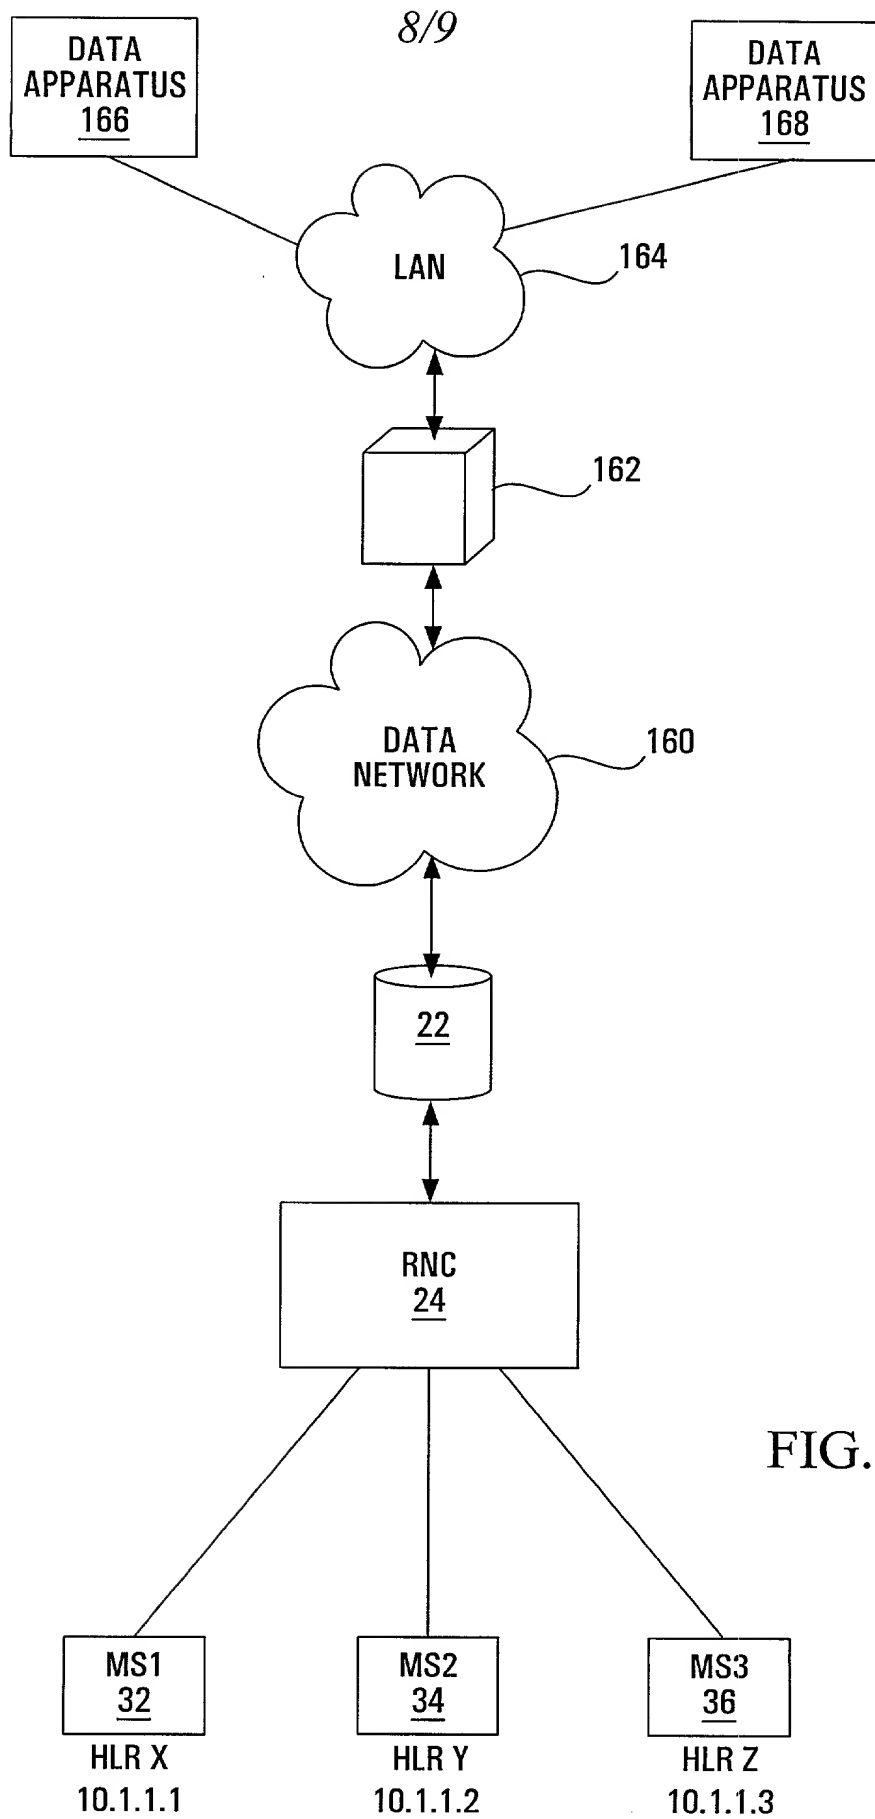 8/9
DATA
APPARATUS
166
DATA
APPARATUS
168
LAN
164
162
DATA
NETWORK
160
22
RNC
24
FIG.
MS1
32
MS2
34
MS3
36
HLR X
10.1.1.1
HLR Y
10.1.1.2
HLR Z
10.1.1.3